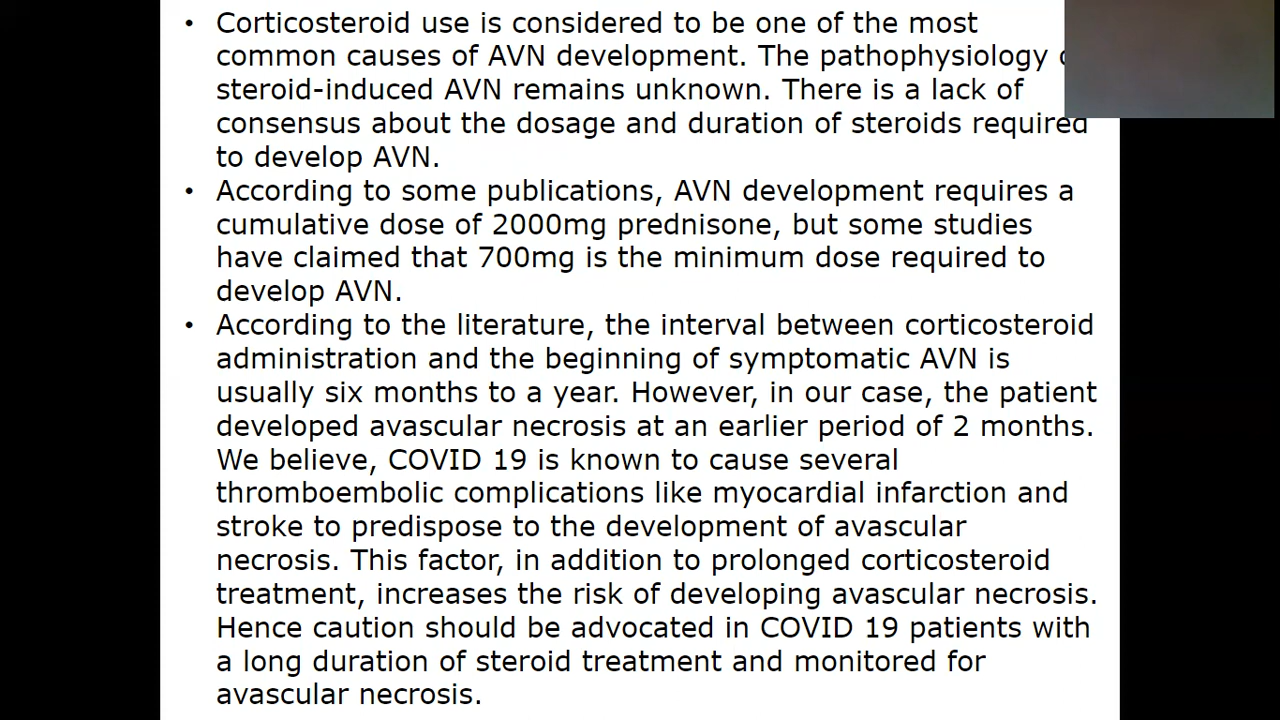 • Corticosteroid use is considered to be one of the most
common causes of AVN development. The pathophysiology
steroid-induced AVN remains unknown. There is a lack of
consensus about the dosage and duration of steroids required
to develop AVN.
• According to some publications, AVN development requires a
cumulative dose of 2000mg prednisone, but some studies
have claimed that 700mg is the minimum dose required to
develop AVN.
• According to the literature, the interval between corticosteroid
administration and the beginning of symptomatic AVN is
usually six months to a year. However, in our case, the patient
developed avascular necrosis at an earlier period of 2 months.
We believe, COVID 19 is known to cause several
thromboembolic complications like myocardial infarction and
stroke to predispose to the development of avascular
necrosis. This factor, in addition to prolonged corticosteroid
treatment, increases the risk of developing avascular necrosis.
Hence caution should be advocated in COVID 19 patients with
a long duration of steroid treatment and monitored for
avascular necrosis.